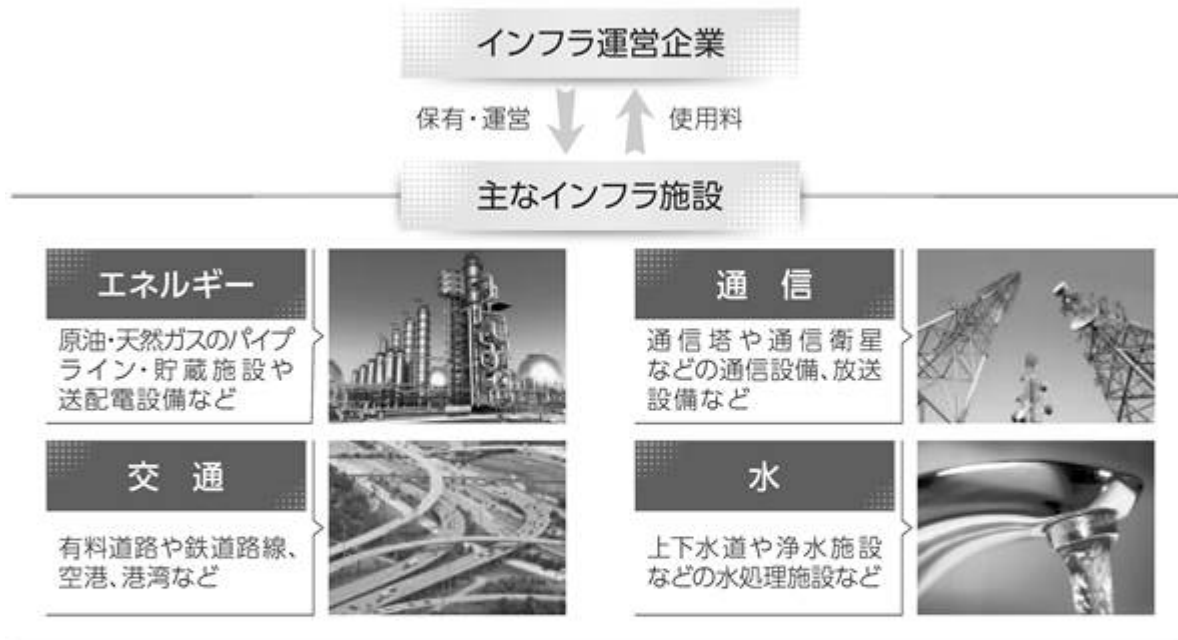 インフラ運営企業
保有・運営
使用料
主なインフラ施設
エネルギー
原油・天然ガスのパイプ
ライン・貯蔵施設や
送配電設備など
通 信
通信塔や通信衛星
などの通信設備、放送
設備など
交 通
有料道路や鉄道路線、
空港、港湾など
水
上下水道や浄水施設
などの水処理施設など